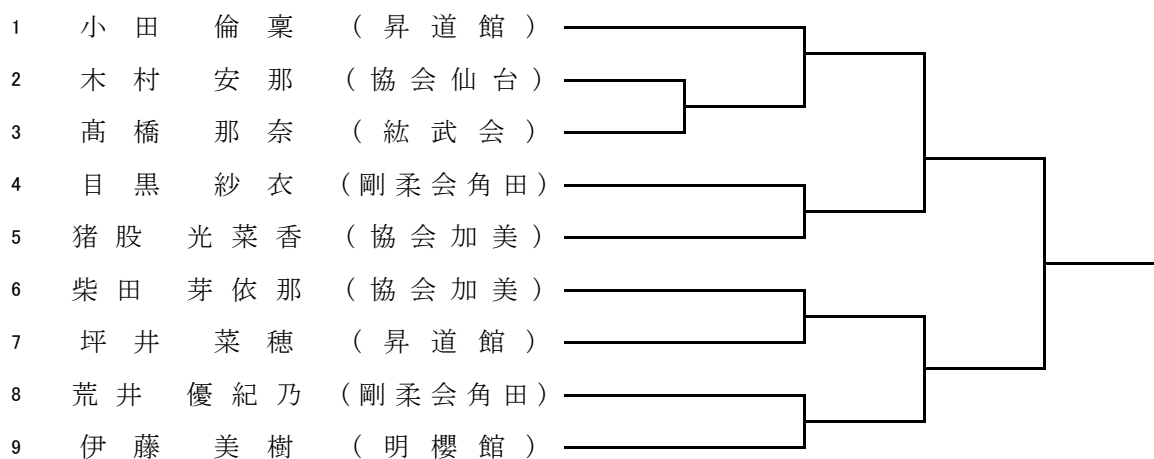 1 小田 倫稟 (昇道館)
2 木村 安那 (協会仙台)
3 髙橋 那奈 (紘武会)
4 目黒 紗衣 (剛柔会角田)
5 猪股 光菜香 (協会加美)
6 柴田 芽依那 (協会加美)
7 坪井 菜穂 (昇道館)
8 荒井 優紀乃 (剛柔会角田)
9 伊藤 美樹 (明櫻館)